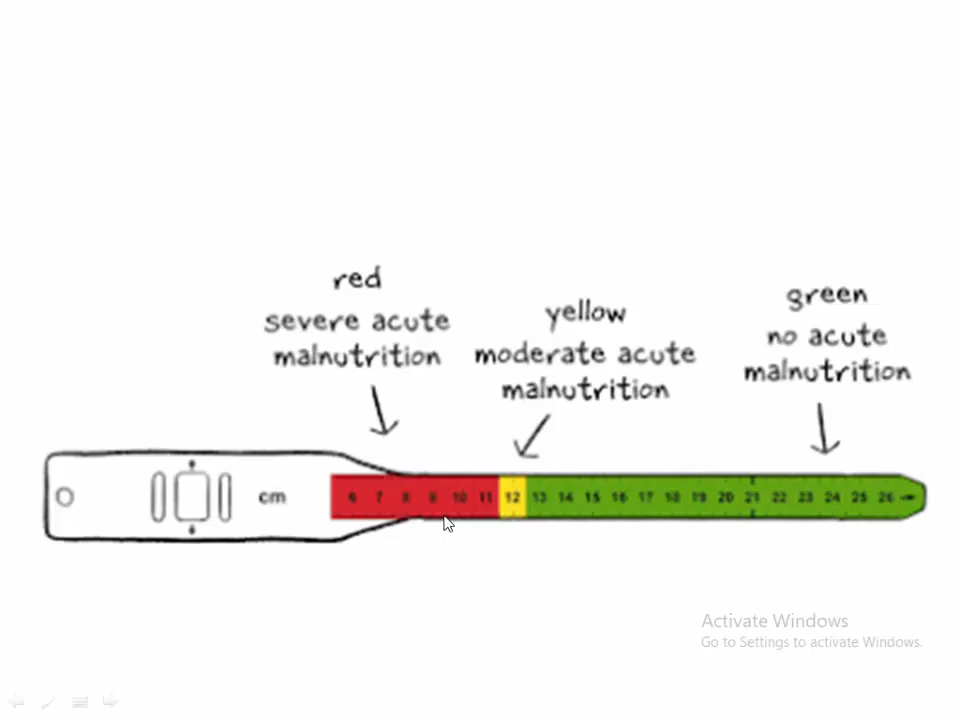 red
severe acute
malnutrition
yellow
moderate acute
malnutrition
green
no acute
malnutrition
cm 6 7 8 9 10 11 12 13 14 15 16 17 18 19 20 21 22 23 24 25 26
Activate Windows
Go to Settings to activate Windows.